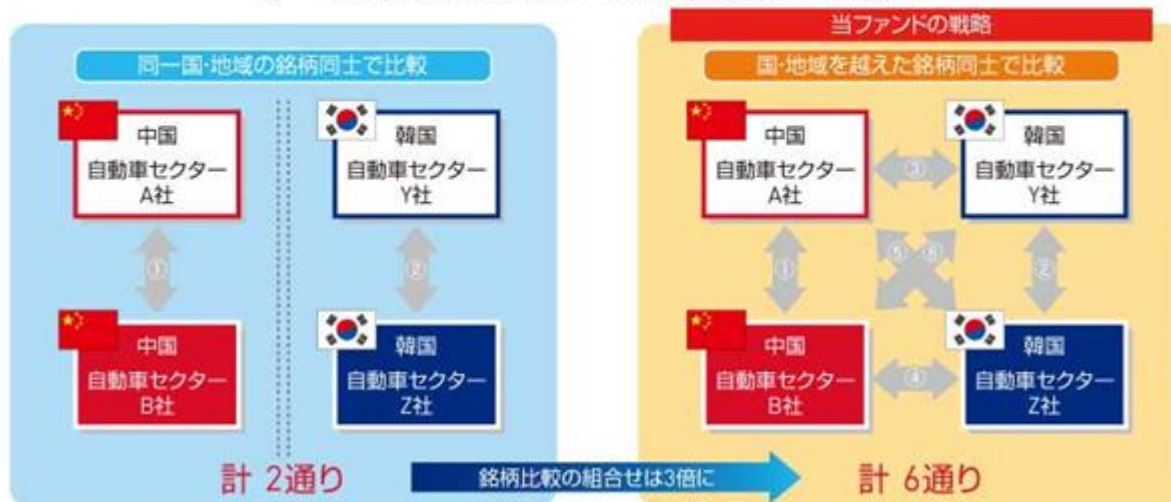 同一国・地域の銘柄同士で比較
中国
自動車セクター
A社
韓国
自動車セクター
Y社
①
②
中国
自動車セクター
B社
韓国
自動車セクター
Z社
計 2通り
銘柄比較の組合せは3倍に
当ファンドの戦略
国・地域を越えた銘柄同士で比較
中国
自動車セクター
A社
③
韓国
自動車セクター
Y社
①
⑤
⑥
②
中国
自動車セクター
B社
④
韓国
自動車セクター
Z社
計 6通り